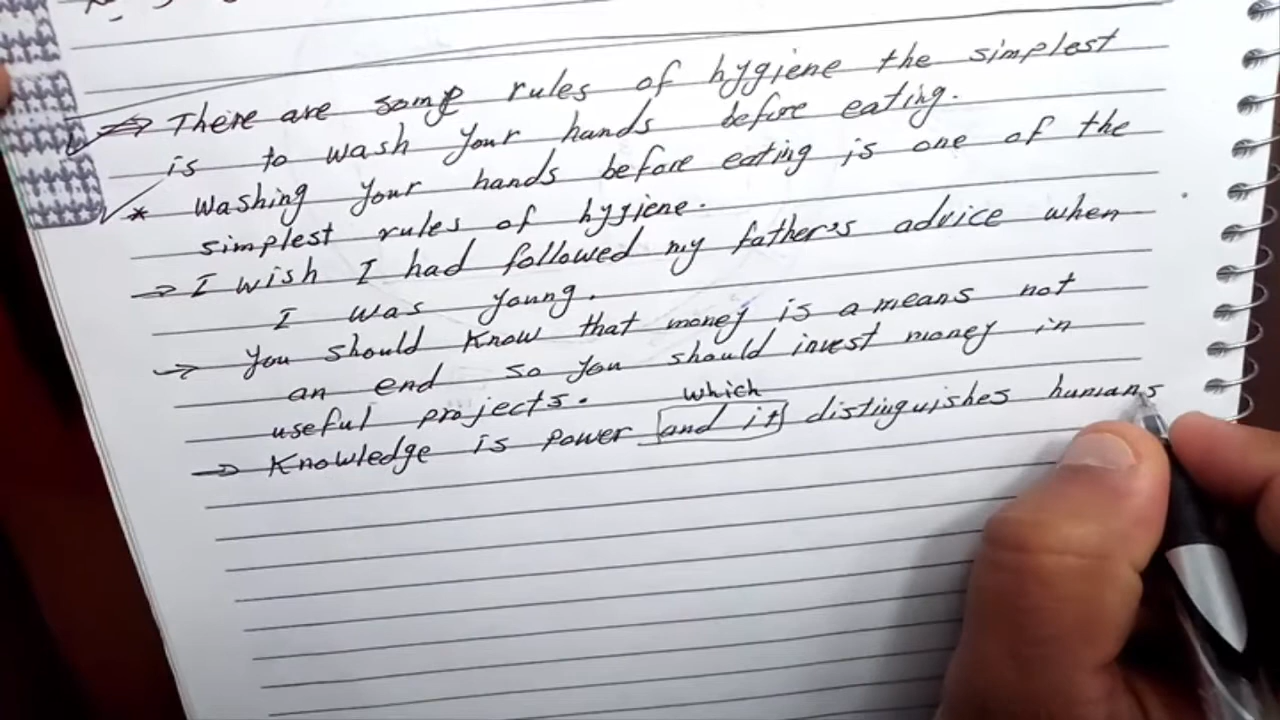 → There are some rules of hygiene the simplest
is to wash your hands before eating.
* Washing your hands before eating is one of the
simplest rules of hygiene.
→ I wish I had followed my father's advice when
I was young.
→ You should know that money is a means not
an end so you should invest money in
useful projects.
which
→ Knowledge is power and it distinguishes humans